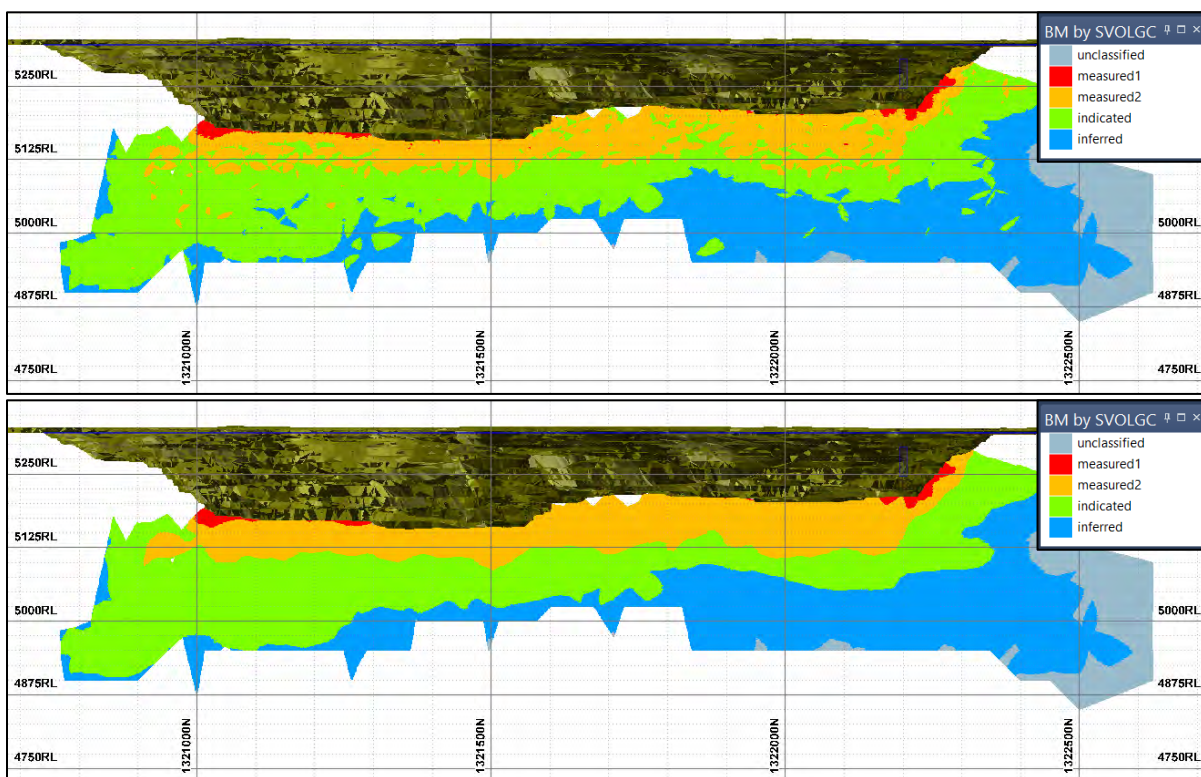 BM by SVOLGC
unclassified
measured1
measured2
indicated
inferred
5250RL
5125RL
5000RL 5000RL
4875RL 4875RL
1321000N 1321500N 1322000N 1322500N
4750RL 4750RL
BM by SVOLGC
unclassified
measured1
measured2
indicated
inferred
5250RL
5125RL
5000RL 5000RL
4875RL 4875RL
1321000N 1321500N 1322000N 1322500N
4750RL 4750RL